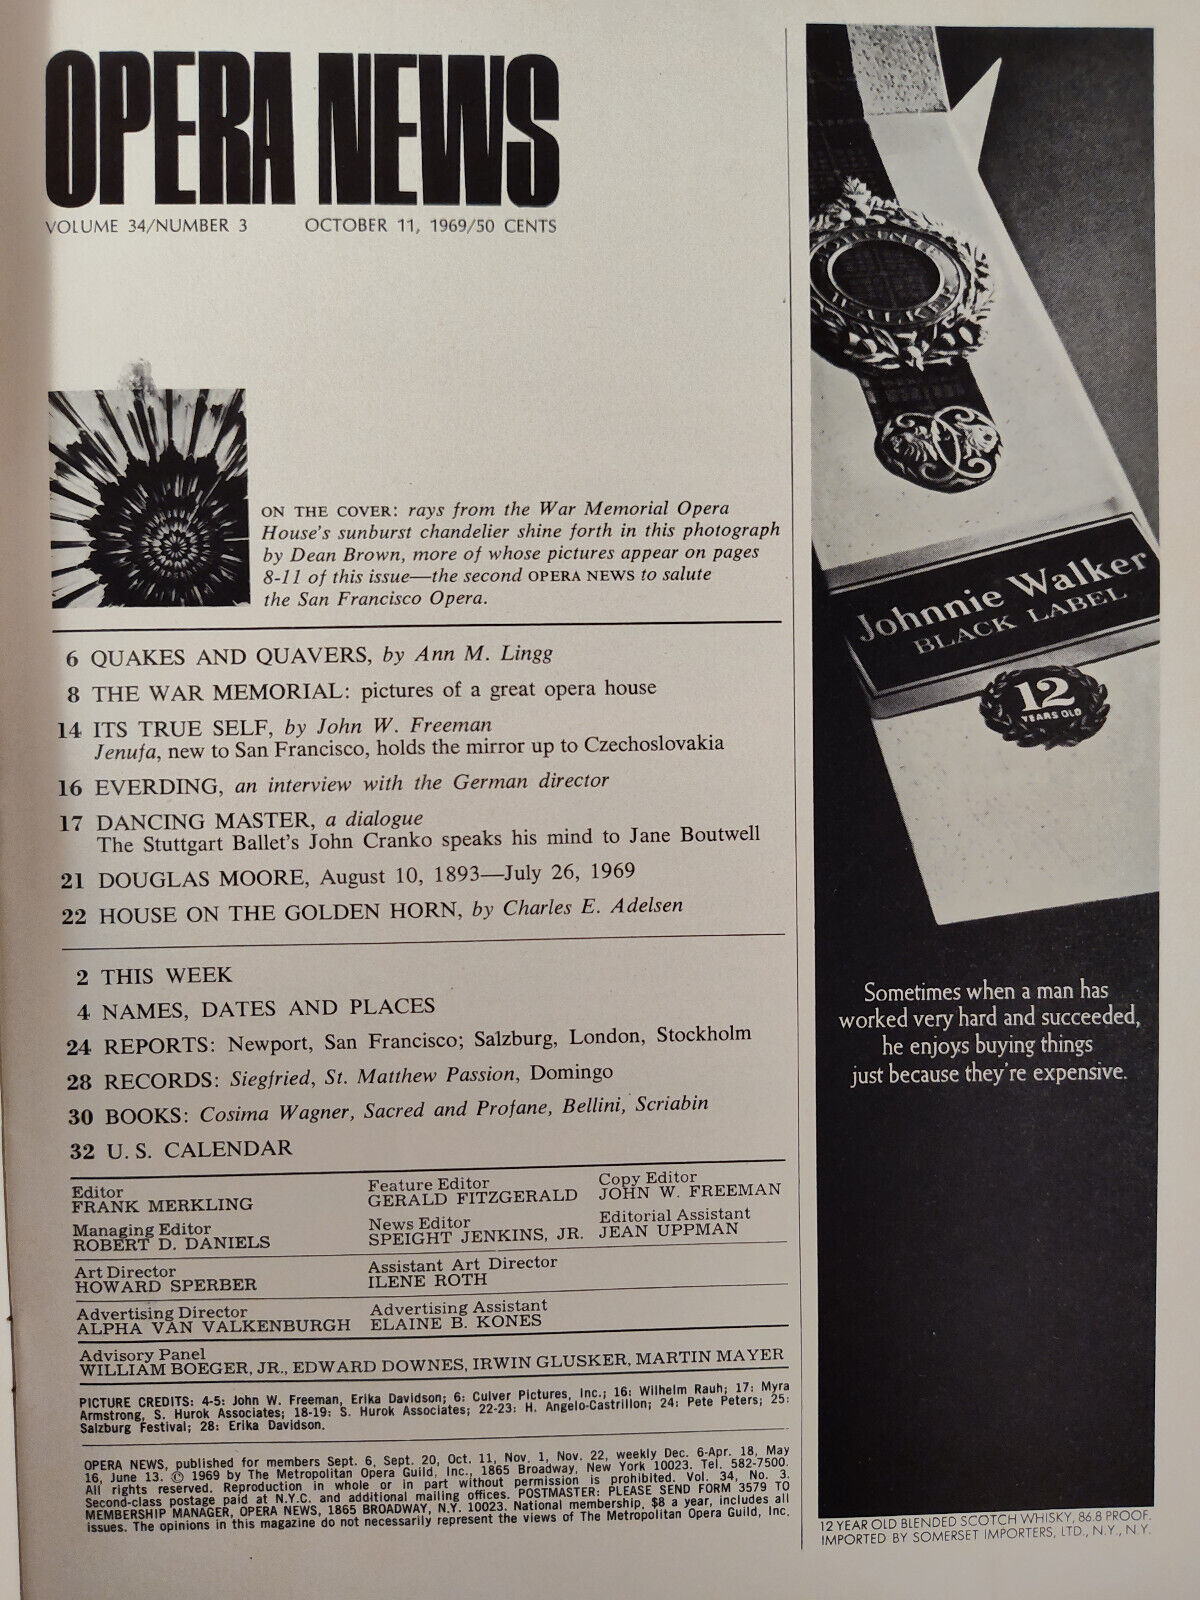 OPERA NEWS
VOLUME 34/NUMBER 3 OCTOBER 11, 1969/50 CENTS
ON THE COVER: rays from the War Memorial Opera
House's sunburst chandelier shine forth in this photograph
by Dean Brown, more of whose pictures appear on pages
8-11 of this issue—the second OPERA NEWS to salute
the San Francisco Opera.
6 QUAKES AND QUAVERS, by Ann M. Lingg
8 THE WAR MEMORIAL: pictures of a great opera house
14 ITS TRUE SELF, by John W. Freeman
Jenufa, new to San Francisco, holds the mirror up to Czechoslovakia
16 EVERDING, an interview with the German director
17 DANCING MASTER, a dialogue
The Stuttgart Ballet's John Cranko speaks his mind to Jane Boutwell
21 DOUGLAS MOORE, August 10, 1893—July 26, 1969
22 HOUSE ON THE GOLDEN HORN, by Charles E. Adelsen
2 THIS WEEK
4 NAMES, DATES AND PLACES
24 REPORTS: Newport, San Francisco; Salzburg, London, Stockholm
28 RECORDS: Siegfried, St. Matthew Passion, Domingo
30 BOOKS: Cosima Wagner, Sacred and Profane, Bellini, Scriabin
32 U. S. CALENDAR
Editor
FRANK MERKLING
Feature Editor
GERALD FITZGERALD
Copy Editor
JOHN W. FREEMAN
Managing Editor
ROBERT D. DANIELS
News Editor
SPEIGHT JENKINS, JR.
Editorial Assistant
JEAN UPPMAN
Art Director
HOWARD SPERBER
Assistant Art Director
ILENE ROTH
Advertising Director
ALPHA VAN VALKENBURGH
Advertising Assistant
ELAINE B. KONES
Advisory Panel
WILLIAM BOEGER, JR., EDWARD DOWNES, IRWIN GLUSKER, MARTIN MAYER
PICTURE CREDITS: 4-5: John W. Freeman, Erika Davidson; 6: Culver Pictures, Inc.; 16: Wilhelm Rauh; 17: Myra
Armstrong, S. Hurok Associates; 18-19: S. Hurok Associates; 22-23: H. Angelo-Castrillon; 24: Pete Peters; 25:
Salzburg Festival; 28: Erika Davidson.
OPERA NEWS, published for members Sept. 6, Sept. 20, Oct. 11, Nov. 1, Nov. 22, weekly Dec. 6-Apr. 18, May
16, June 13. © 1969 by The Metropolitan Opera Guild, Inc., 1865 Broadway, New York 10023. Tel. 582-7500.
All rights reserved. Reproduction in whole or in part without permission is prohibited. Vol. 34, No. 3.
Second-class postage paid at N.Y.C. and additional mailing offices. POSTMASTER: PLEASE SEND FORM 3579 TO
MEMBERSHIP MANAGER, OPERA NEWS, 1865 BROADWAY, N.Y. 10023. National membership, $8 a year, includes all
issues. The opinions in this magazine do not necessarily represent the views of The Metropolitan Opera Guild, Inc.
WALKER
Johnnie Walker
BLACK LABEL
12
YEARS OLD
Sometimes when a man has
worked very hard and succeeded,
he enjoys buying things
just because they're expensive.
12 YEAR OLD BLENDED SCOTCH WHISKY, 86.8 PROOF.
IMPORTED BY SOMERSET IMPORTERS, LTD., N.Y., N.Y.